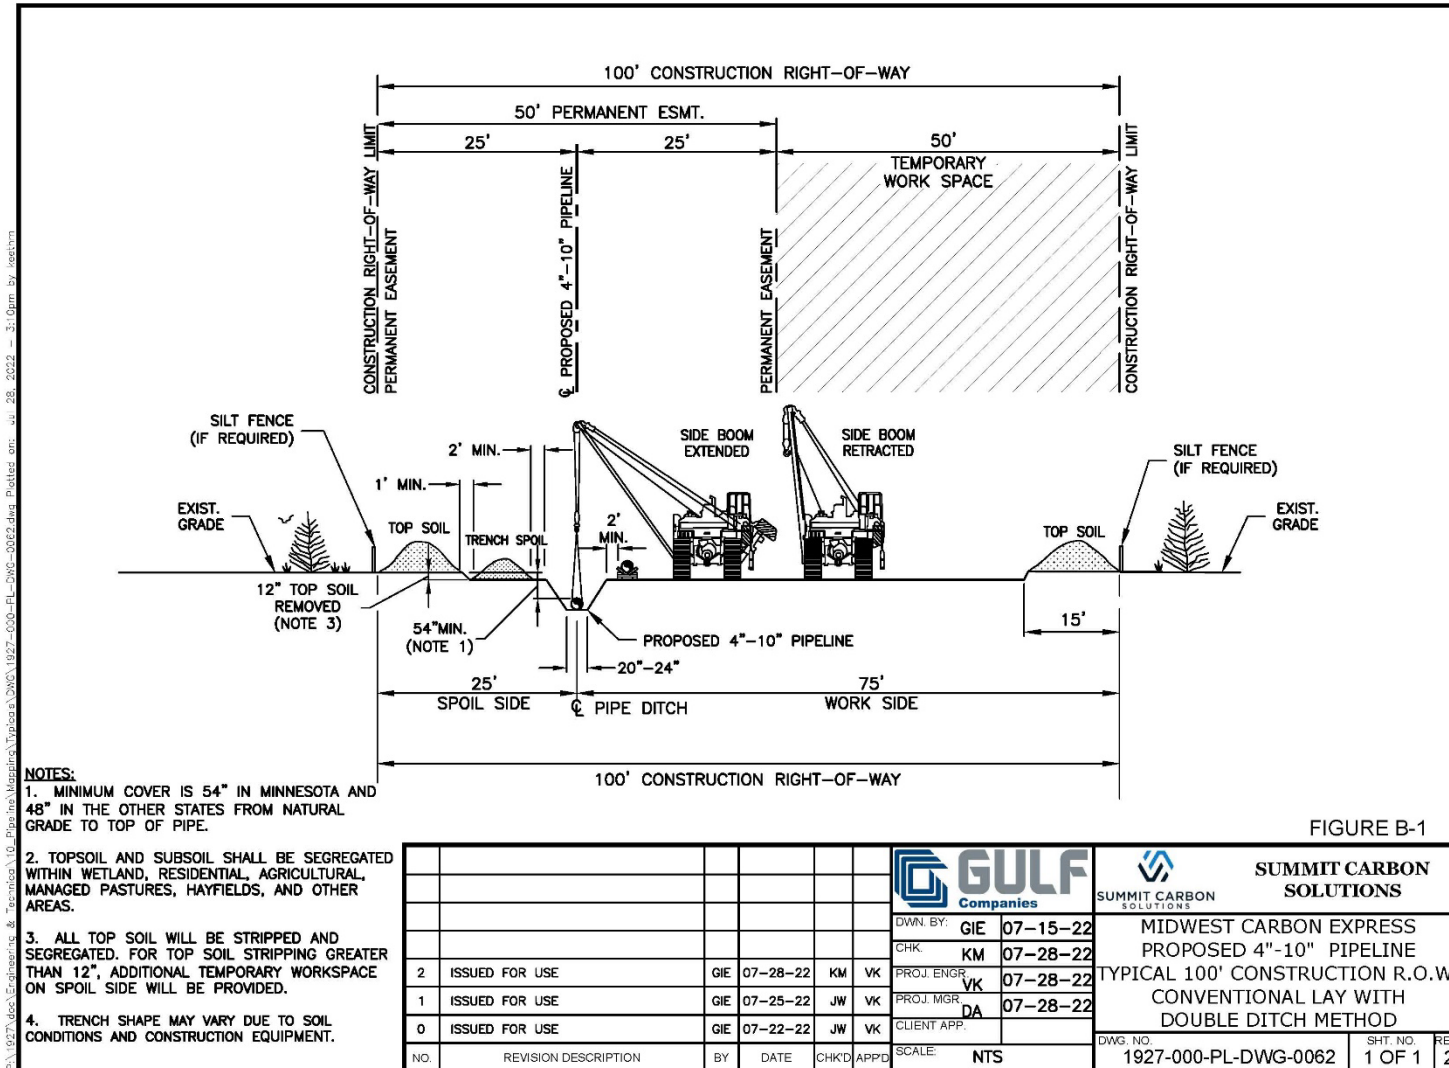 100' CONSTRUCTION RIGHT-OF-WAY
50' PERMANENT ESMT.
25'
25'
50'
TEMPORARY
WORK SPACE
CONSTRUCTION RIGHT-OF-WAY LIMIT
PERMANENT EASEMENT
℄ PROPOSED 4"-10" PIPELINE
PERMANENT EASEMENT
CONSTRUCTION RIGHT-OF-WAY LIMIT
SILT FENCE
(IF REQUIRED)
2' MIN.
1' MIN.
SIDE BOOM
EXTENDED
SIDE BOOM
RETRACTED
SILT FENCE
(IF REQUIRED)
EXIST.
GRADE
TOP SOIL
TRENCH SPOIL
2'
MIN.
TOP SOIL
EXIST.
GRADE
12" TOP SOIL
REMOVED
(NOTE 3)
54"MIN.
(NOTE 1)
PROPOSED 4"-10" PIPELINE
20"-24"
15'
25'
SPOIL SIDE
℄ PIPE DITCH
75'
WORK SIDE
100' CONSTRUCTION RIGHT-OF-WAY
NOTES:
1. MINIMUM COVER IS 54" IN MINNESOTA AND
48" IN THE OTHER STATES FROM NATURAL
GRADE TO TOP OF PIPE.
2. TOPSOIL AND SUBSOIL SHALL BE SEGREGATED
WITHIN WETLAND, RESIDENTIAL, AGRICULTURAL,
MANAGED PASTURES, HAYFIELDS, AND OTHER
AREAS.
3. ALL TOP SOIL WILL BE STRIPPED AND
SEGREGATED. FOR TOP SOIL STRIPPING GREATER
THAN 12", ADDITIONAL TEMPORARY WORKSPACE
ON SPOIL SIDE WILL BE PROVIDED.
4. TRENCH SHAPE MAY VARY DUE TO SOIL
CONDITIONS AND CONSTRUCTION EQUIPMENT.
FIGURE B-1
2 ISSUED FOR USE GIE 07-28-22 KM VK
1 ISSUED FOR USE GIE 07-25-22 JW VK
0 ISSUED FOR USE GIE 07-22-22 JW VK
NO. REVISION DESCRIPTION BY DATE CHK'D APP'D
GULF
Companies
DWN. BY: GIE 07-15-22
CHK. KM 07-28-22
PROJ. ENGR. VK 07-28-22
PROJ. MGR. DA 07-28-22
CLIENT APP.
SCALE: NTS
SUMMIT CARBON
SOLUTIONS
SUMMIT CARBON
SOLUTIONS
MIDWEST CARBON EXPRESS
PROPOSED 4"-10" PIPELINE
TYPICAL 100' CONSTRUCTION R.O.W
CONVENTIONAL LAY WITH
DOUBLE DITCH METHOD
DWG. NO.
1927-000-PL-DWG-0062
SHT. NO.
1 OF 1
RE
2